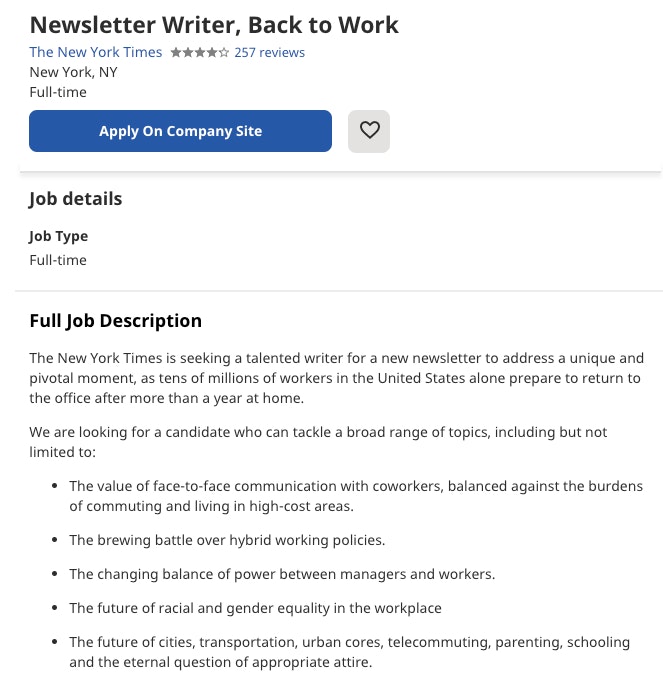 Newsletter Writer, Back to Work
The New York Times 257 reviews
New York, NY
Full-time
Apply On Company Site
Job details
Job Type
Full-time
Full Job Description
The New York Times is seeking a talented writer for a new newsletter to address a unique and
pivotal moment, as tens of millions of workers in the United States alone prepare to return to
the office after more than a year at home.
We are looking for a candidate who can tackle a broad range of topics, including but not
limited to:
• The value of face-to-face communication with coworkers, balanced against the burdens
of commuting and living in high-cost areas.
• The brewing battle over hybrid working policies.
• The changing balance of power between managers and workers.
• The future of racial and gender equality in the workplace
• The future of cities, transportation, urban cores, telecommuting, parenting, schooling
and the eternal question of appropriate attire.